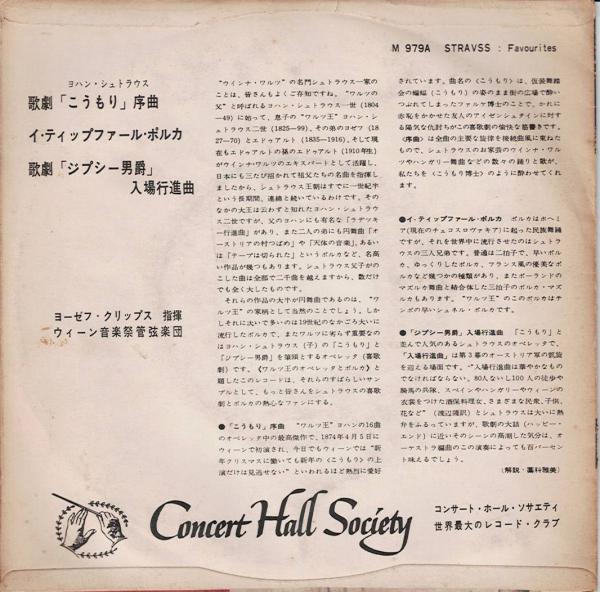 M 979A STRAVSS : Favourites
ヨハン・シュトラウス
歌劇「こうもり」序曲
イ・ティップファール・ポルカ
歌劇「ジプシー男爵」
入場行進曲
ヨーゼフ・クリップス 指揮
ウィーン音楽祭管弦楽団
“ウインナ・ワルツ”の名門シュトラウス一家の
ことは、皆さんもよくご存知ですね。“ワルツの
父”と呼ばれるヨハン・シュトラウス一世(1804
—49)に始って、息子の“ワルツ王”ヨハン・シ
ュトラウス二世(1825—99)、その弟のヨゼフ(18
27—70)とエドゥアルト(1835—1916)、そして現
在もエドゥアルトの孫のエドゥアルト(1910年生)
がウインナ・ワルツのエキスパートとして活躍し、
日本にも三たび招かれて祖父たちの名曲を指揮し
ましたから、シュトラウス王朝はすでに一世紀半
という長期間、連綿と続いているわけです。その
なかの大王は云わずと知れたヨハン・シュトラウ
ス二世ですが、父のヨハンにも有名な「ラデツキ
ー行進曲」があり、また二人の弟にも円舞曲「オ
ーストリアの村つばめ」や「天体の音楽」、あるい
は「テープは切られた」というポルカなど、名高
い作品が幾つもあります。シュトラウス父子がの
こした曲は全部で二千曲を越えますから、数だけ
でも全く大したものです。
それらの作品の大半が円舞曲であるのは、“ワ
ルツ王”の家柄として当然のことでしょう。しか
しそれに次いで多いのは19世紀のなかごろ大いに
流行したポルカで、またワルツに劣らず重要なの
はヨハン・シュトラウス(子)の「こうもり」と
「ジプシー男爵」を筆頭とするオペレッタ(喜歌
劇)です。《ワルツ王のオペレッタとポルカ》と
題したこのレコードは、それらのすばらしいサン
プルとして、もっと皆さんをシュトラウスの喜歌
劇とポルカの熱心なファンにする。
●「こうもり」序曲 “ワルツ王”ヨハンの16曲
のオペレッタ中の最高傑作で、1874年4月5日に
ウィーンで初演され、今日でもウィーンでは“新
年クリスマスに働いても新年の《こうもり》の上
演だけは見逃せない”といわれるほど熱烈に愛好
されています。曲名の《こうもり》は、仮装舞踏
会の蝙蝠(こうもり)の姿のまま街の広場で酔い
つぶれてしまったファルケ博士のことで、かれに
赤恥をかかせた友人のアイゼンシュタインに対す
る陽気な仇討ちがこの喜歌劇の愉快な筋書きです。
《序曲》は全曲の主要な旋律を接続曲風に束ねた
もので、シュトラウスのお家芸のウインナ・ワル
ツやハンガリー舞曲などの数々の踊りと歌が、
私たちを《こうもり博士》のように酔わせてくれ
ます。
●イ・ティップファール・ポルカ ポルカはボヘミ
ア(現在のチェコスロヴァキア)に起った民族舞踊
ですが、それを世界中に流行させたのはシュトラ
ウスの三人兄弟です。普通は二拍子で、早いポル
カ、ゆっくりしたポルカ、フランス風の優美なポル
カなど幾つかの種類があり、またポーランドの
マズルカ舞曲と結合した三拍子のポルカ・マズ
ルカもあります。“ワルツ王”のこのポルカはテン
ポの早いシュネル・ポルカです。
●「ジプシー男爵」入場行進曲 「こうもり」と
並んで人気のあるシュトラウスのオペレッタで、
「入場行進曲」は第3幕のオーストリア軍の凱旋
を迎える場面です。“入場行進曲は華やかなもの
でなければならない。80人ないし100人の徒歩や
騎馬の兵隊、スペインやハンガリーやウィーンの
衣裳をつけた酒保料理女、さまざまな民衆、子供、
花など”(渡辺護訳)とシュトラウスは大いに熱
弁をふるっていますが、歌劇の大詰(ハッピー・
エンド)に近いそのシーンの高潮した気分は、オ
ーケストラ編曲のこの演奏によっても百パーセン
ト味えるでしょう。
(解説・薬科雅美)
Concert Hall Society
コンサート・ホール・ソサエティ
世界最大のレコード・クラブ